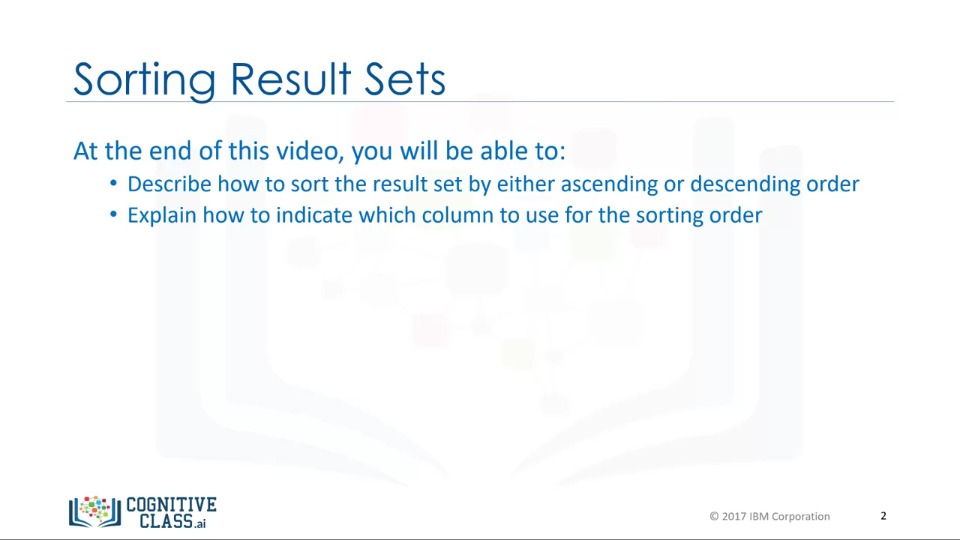 Sorting Result Sets
At the end of this video, you will be able to:
• Describe how to sort the result set by either ascending or descending order
• Explain how to indicate which column to use for the sorting order
COGNITIVE
CLASS.ai
© 2017 IBM Corporation
2